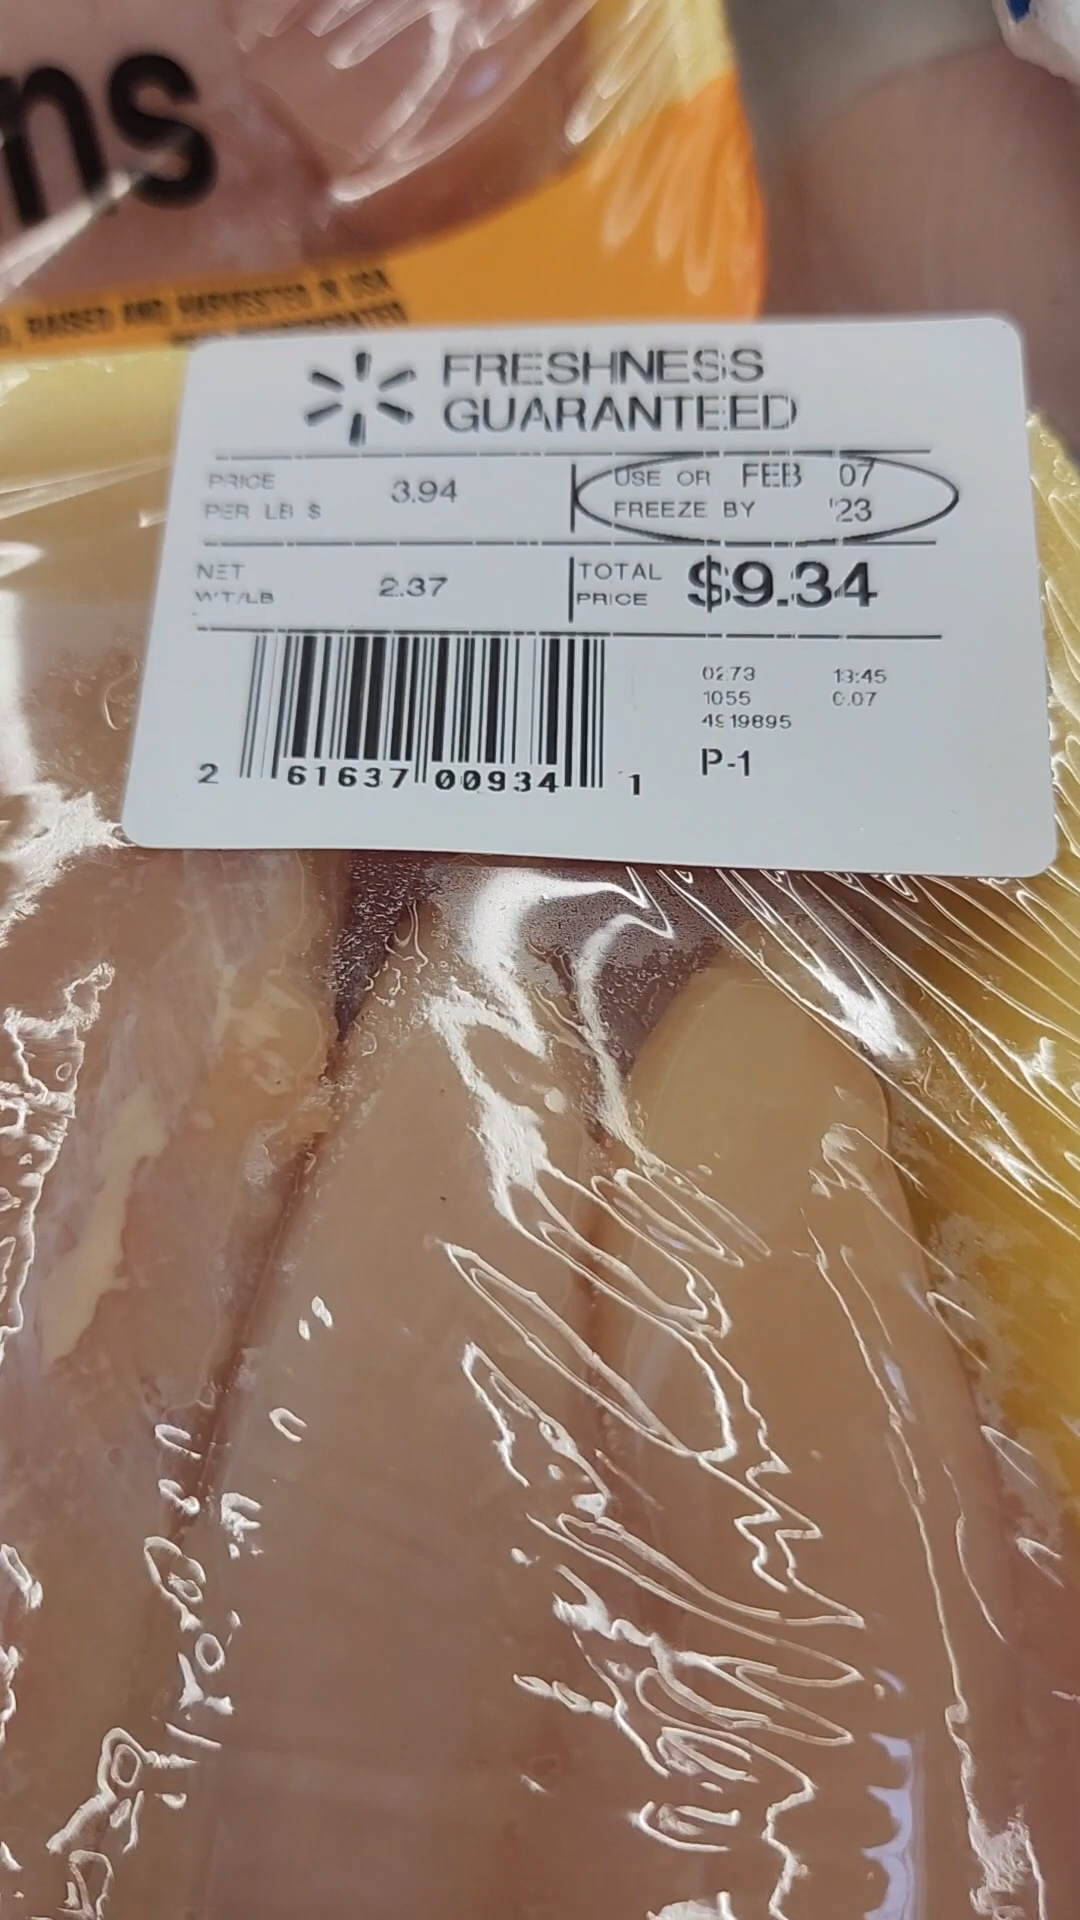 ns
RAISED AND HARVESTED IN USA
FRESHNESS
GUARANTEED
PRICE
PER LB $
3.94
USE OR FEB 07
FREEZE BY '23
NET
WT/LB
2.37
TOTAL
PRICE
$9.34
0273 13:45
1055 0.07
4919895
P-1
2 61637 00934 1